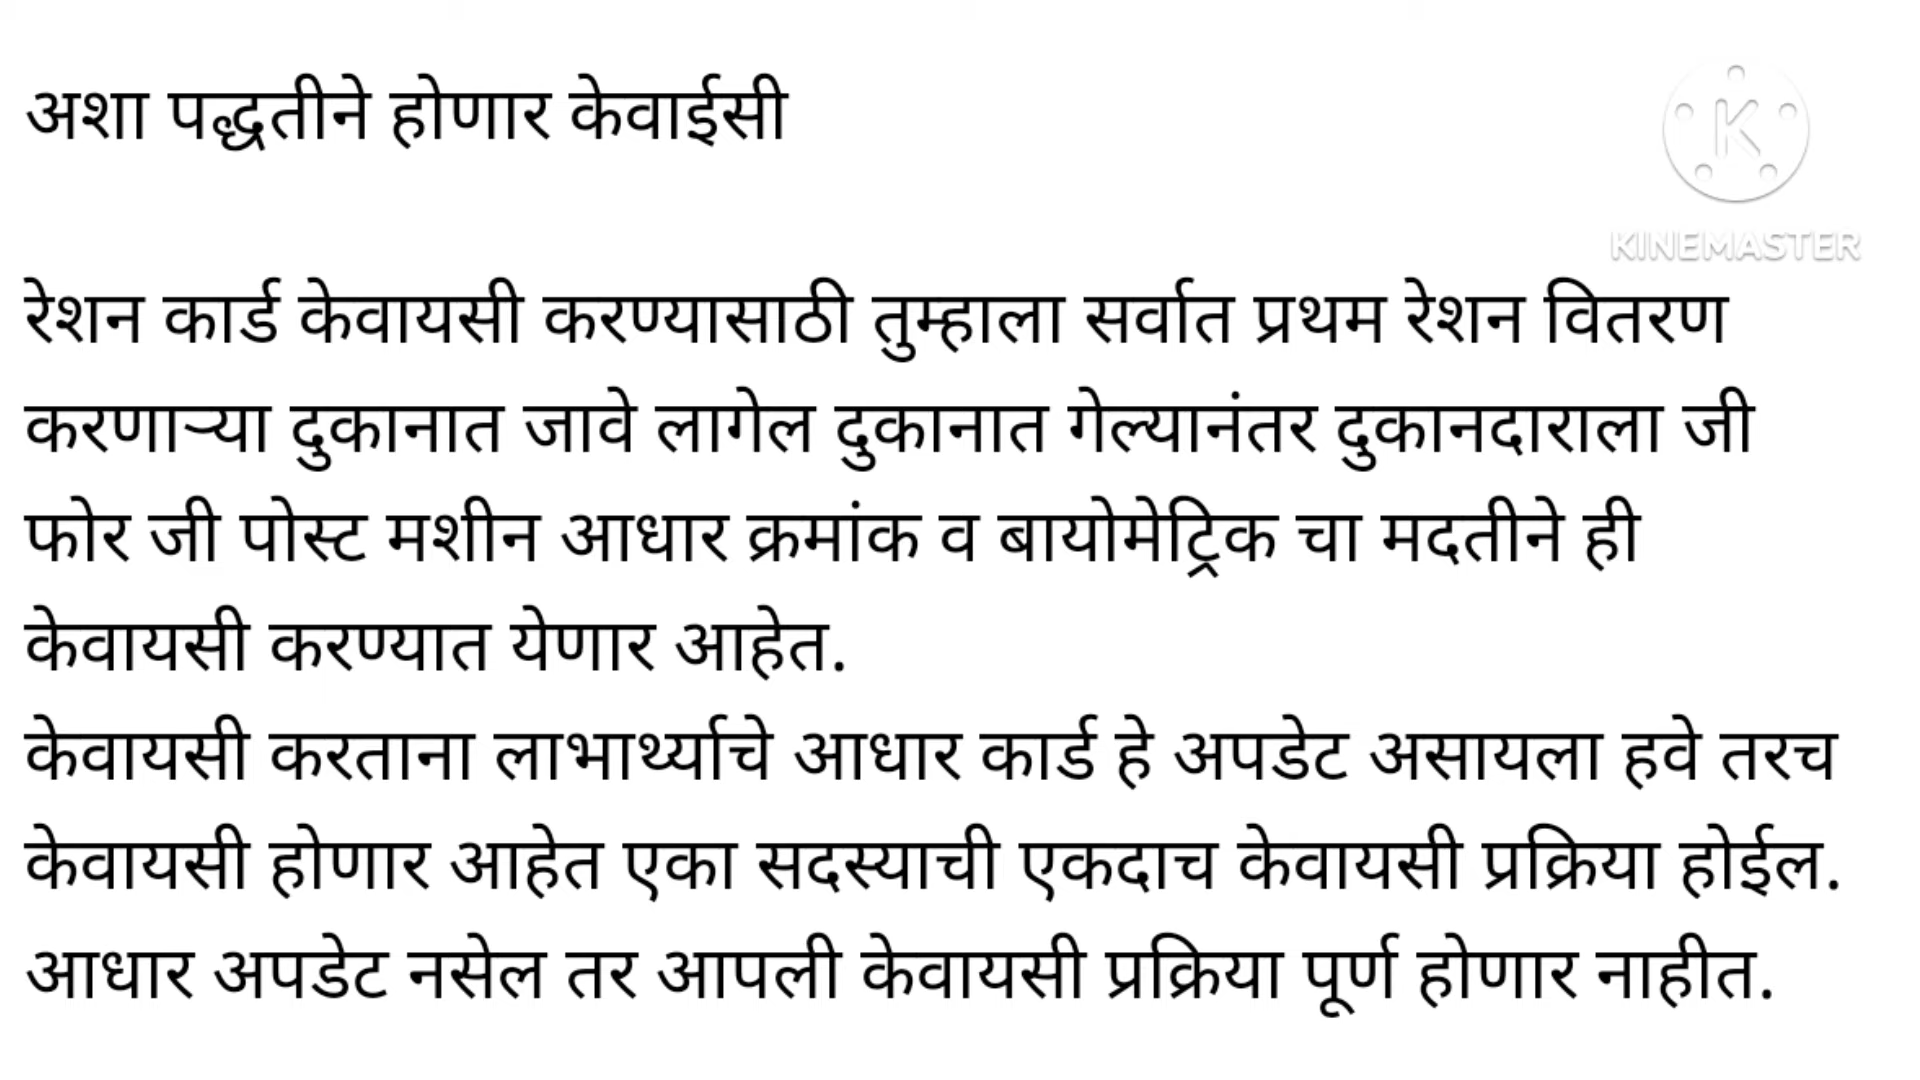 अशा पद्धतीने होणार केवाईसी
KINEMASTER
रेशन कार्ड केवायसी करण्यासाठी तुम्हाला सर्वात प्रथम रेशन वितरण
करणाऱ्या दुकानात जावे लागेल दुकानात गेल्यानंतर दुकानदाराला जी
फोर जी पोस्ट मशीन आधार क्रमांक व बायोमेट्रिक चा मदतीने ही
केवायसी करण्यात येणार आहेत.
केवायसी करताना लाभार्थ्याचे आधार कार्ड हे अपडेट असायला हवे तरच
केवायसी होणार आहेत एका सदस्याची एकदाच केवायसी प्रक्रिया होईल.
आधार अपडेट नसेल तर आपली केवायसी प्रक्रिया पूर्ण होणार नाहीत.